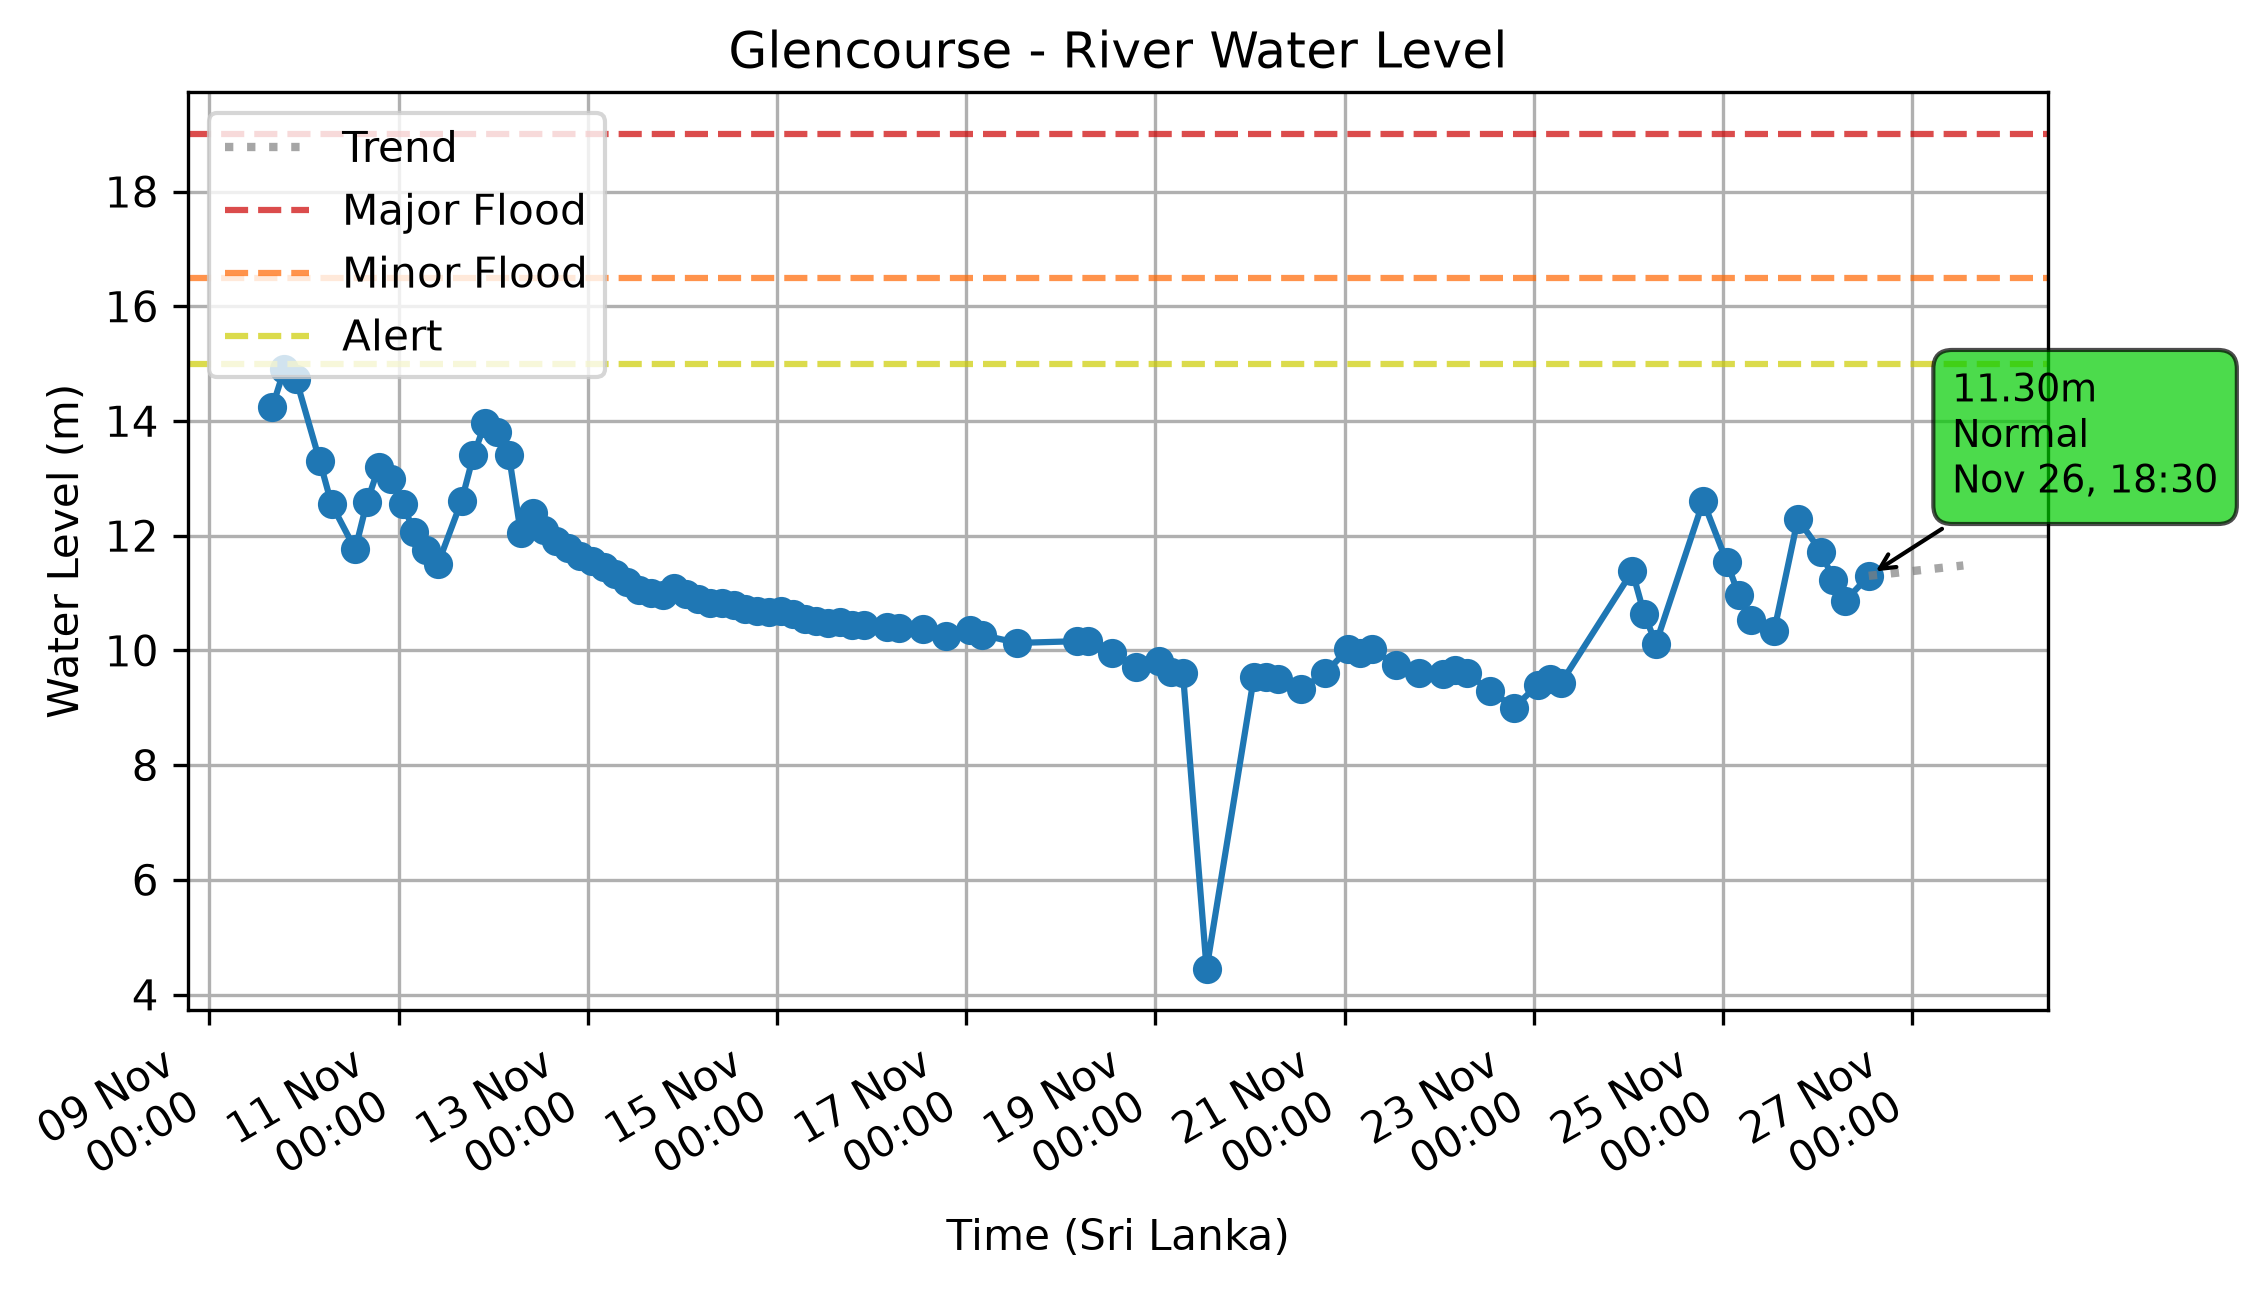 Glencourse - River Water Level
Trend
Major Flood
Minor Flood
Alert
11.30m
Normal
Nov 26, 18:30
Water Level (m)
18
16
14
12
10
8
6
4
09 Nov
00:00
11 Nov
00:00
13 Nov
00:00
15 Nov
00:00
17 Nov
00:00
19 Nov
00:00
21 Nov
00:00
23 Nov
00:00
25 Nov
00:00
27 Nov
00:00
Time (Sri Lanka)